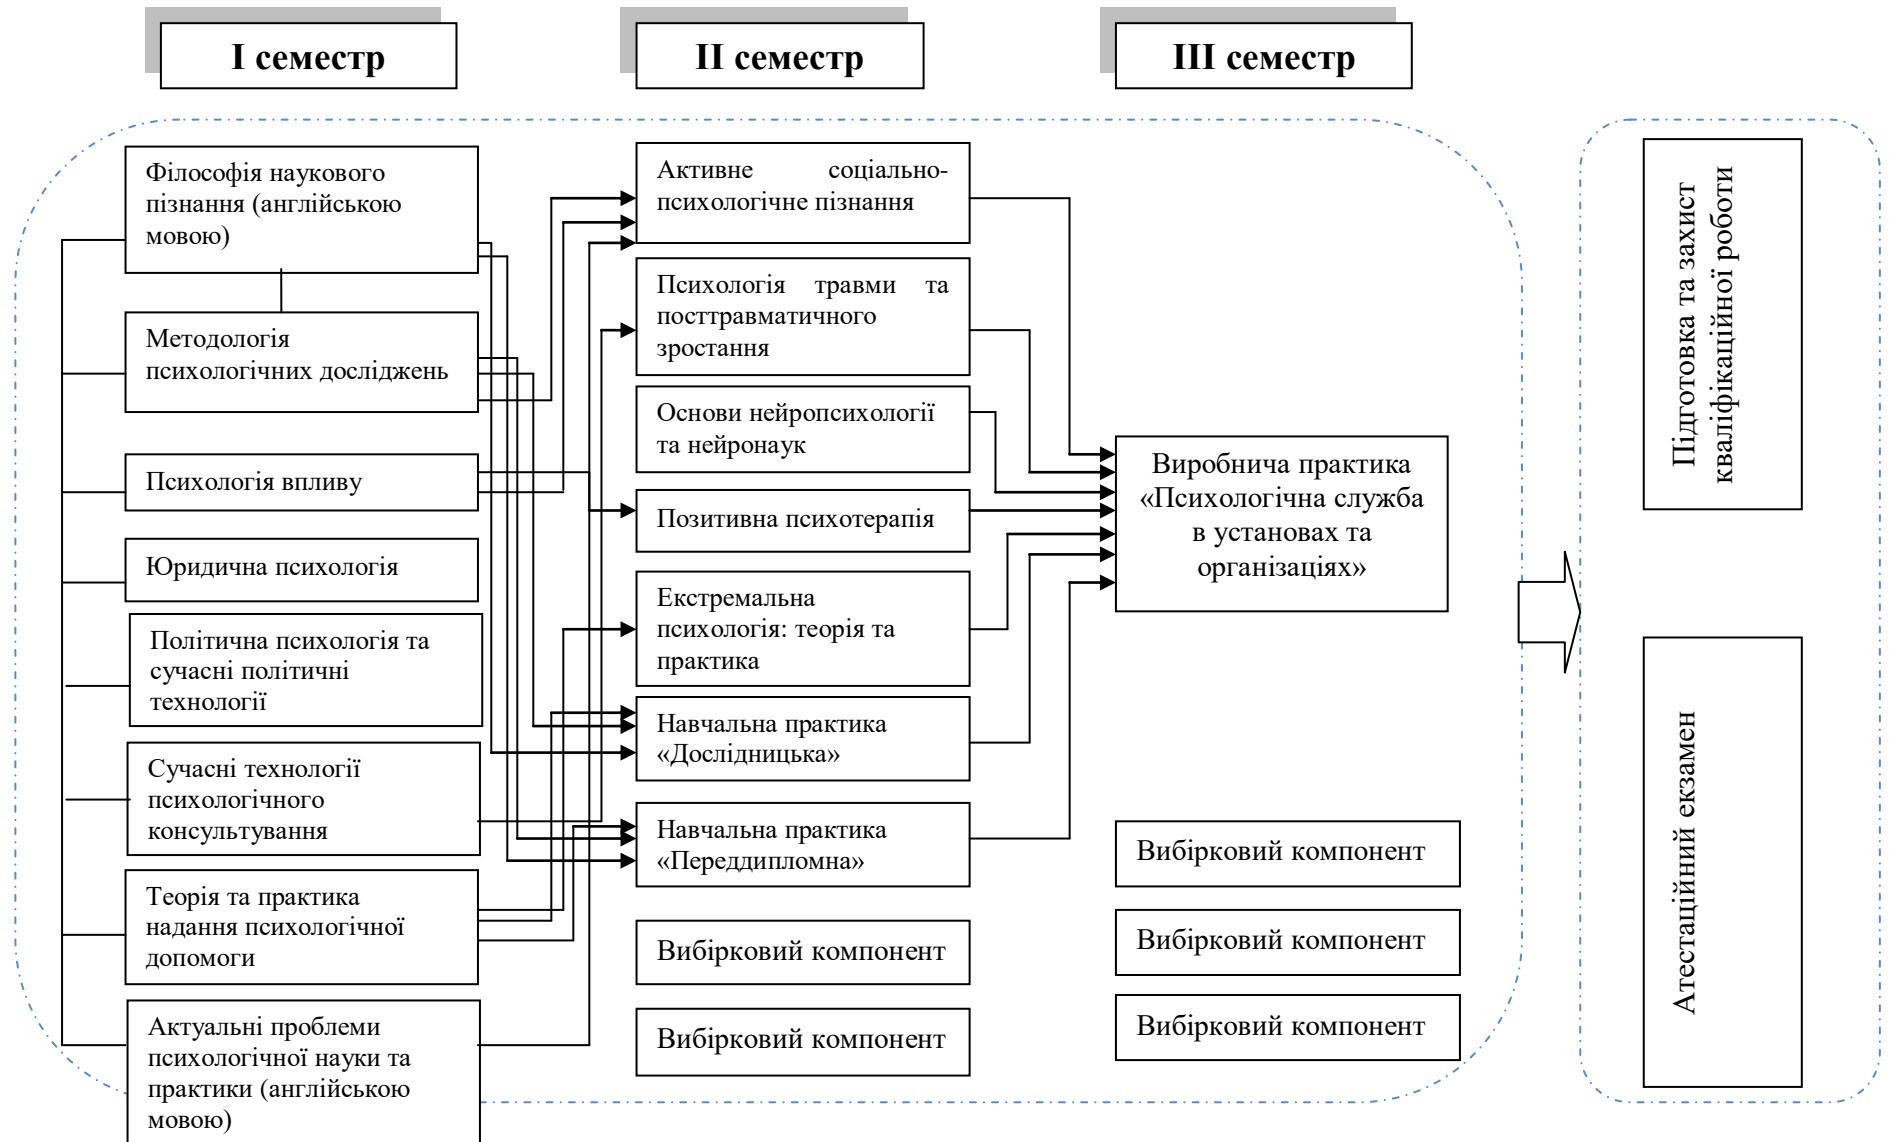 I семестр
II семестр
III семестр
Філософія наукового
пізнання (англійською
мовою)
Методологія
психологічних досліджень
Психологія впливу
Юридична психологія
Політична психологія та
сучасні політичні
технології
Сучасні технології
психологічного
консультування
Теорія та практика
надання психологічної
допомоги
Актуальні проблеми
психологічної науки та
практики (англійською
мовою)
Активне соціально-
психологічне пізнання
Психологія травми та
посттравматичного
зростання
Основи нейропсихології
та нейронаук
Позитивна психотерапія
Екстремальна
психологія: теорія та
практика
Навчальна практика
«Дослідницька»
Навчальна практика
«Переддипломна»
Вибірковий компонент
Вибірковий компонент
Виробнича практика
«Психологічна служба
в установах та
організаціях»
Вибірковий компонент
Вибірковий компонент
Вибірковий компонент
Підготовка та захист
кваліфікаційної роботи
Атестаційний екзамен